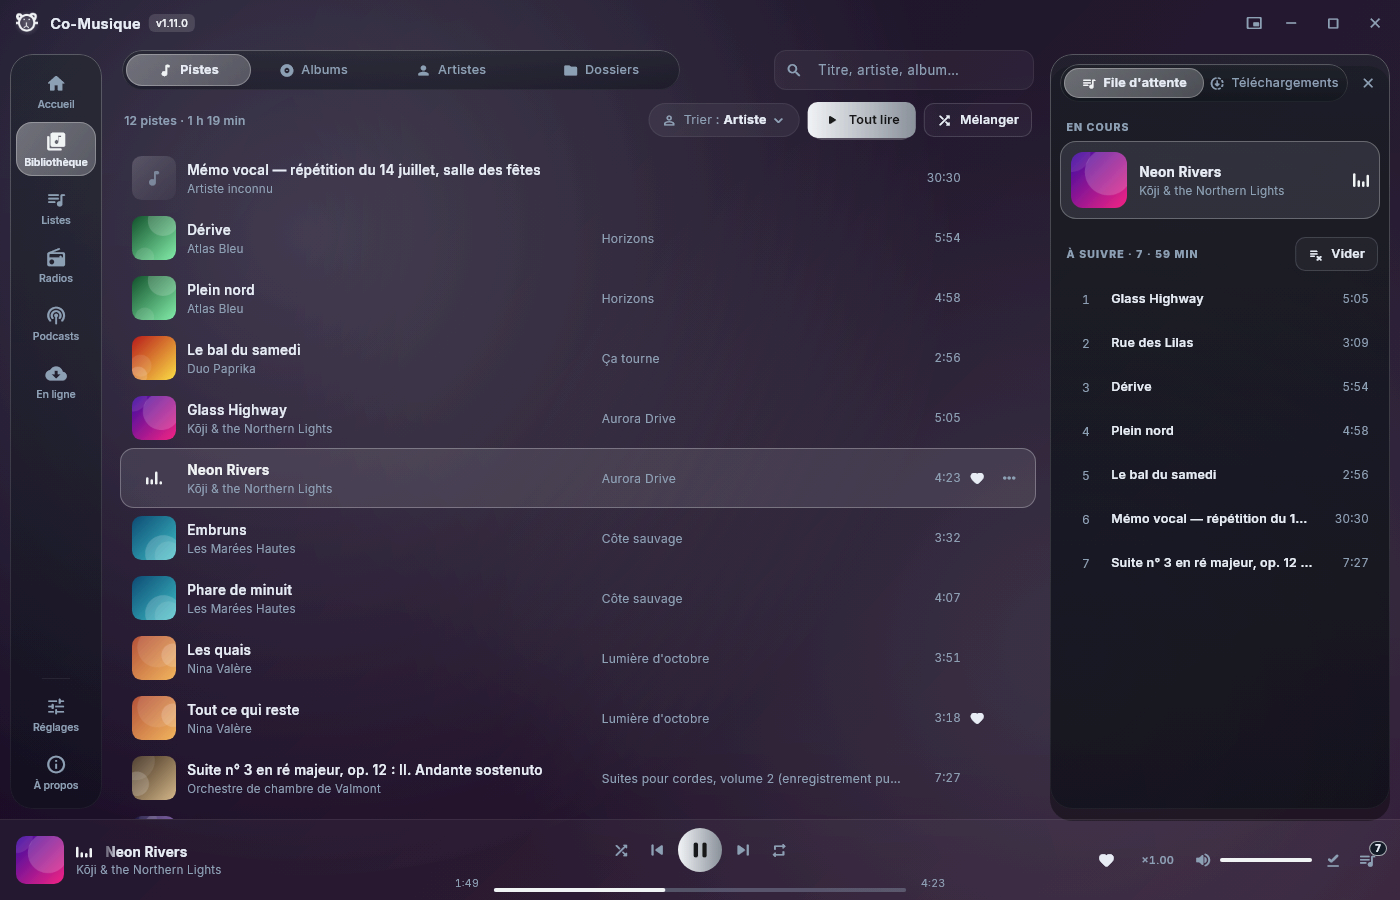 Co-Musique v1.11.0
Accueil
Bibliothèque
Listes
Radios
Podcasts
En ligne
Réglages
À propos
Pistes Albums Artistes Dossiers
Titre, artiste, album...
12 pistes · 1 h 19 min
Trier : Artiste
Tout lire
Mélanger
Mémo vocal — répétition du 14 juillet, salle des fêtes
Artiste inconnu
30:30
Dérive
Atlas Bleu
Horizons
5:54
Plein nord
Atlas Bleu
Horizons
4:58
Le bal du samedi
Duo Paprika
Ça tourne
2:56
Glass Highway
Kōji & the Northern Lights
Aurora Drive
5:05
Neon Rivers
Kōji & the Northern Lights
Aurora Drive
4:23
Embruns
Les Marées Hautes
Côte sauvage
3:32
Phare de minuit
Les Marées Hautes
Côte sauvage
4:07
Les quais
Nina Valère
Lumière d'octobre
3:51
Tout ce qui reste
Nina Valère
Lumière d'octobre
3:18
Suite n° 3 en ré majeur, op. 12 : II. Andante sostenuto
Orchestre de chambre de Valmont
Suites pour cordes, volume 2 (enregistrement pu...
7:27
File d'attente Téléchargements
EN COURS
Neon Rivers
Kōji & the Northern Lights
À SUIVRE · 7 · 59 MIN
Vider
1 Glass Highway 5:05
2 Rue des Lilas 3:09
3 Dérive 5:54
4 Plein nord 4:58
5 Le bal du samedi 2:56
6 Mémo vocal — répétition du 1... 30:30
7 Suite n° 3 en ré majeur, op. 12 ... 7:27
Neon Rivers
Kōji & the Northern Lights
1:49
4:23
×1.00
7